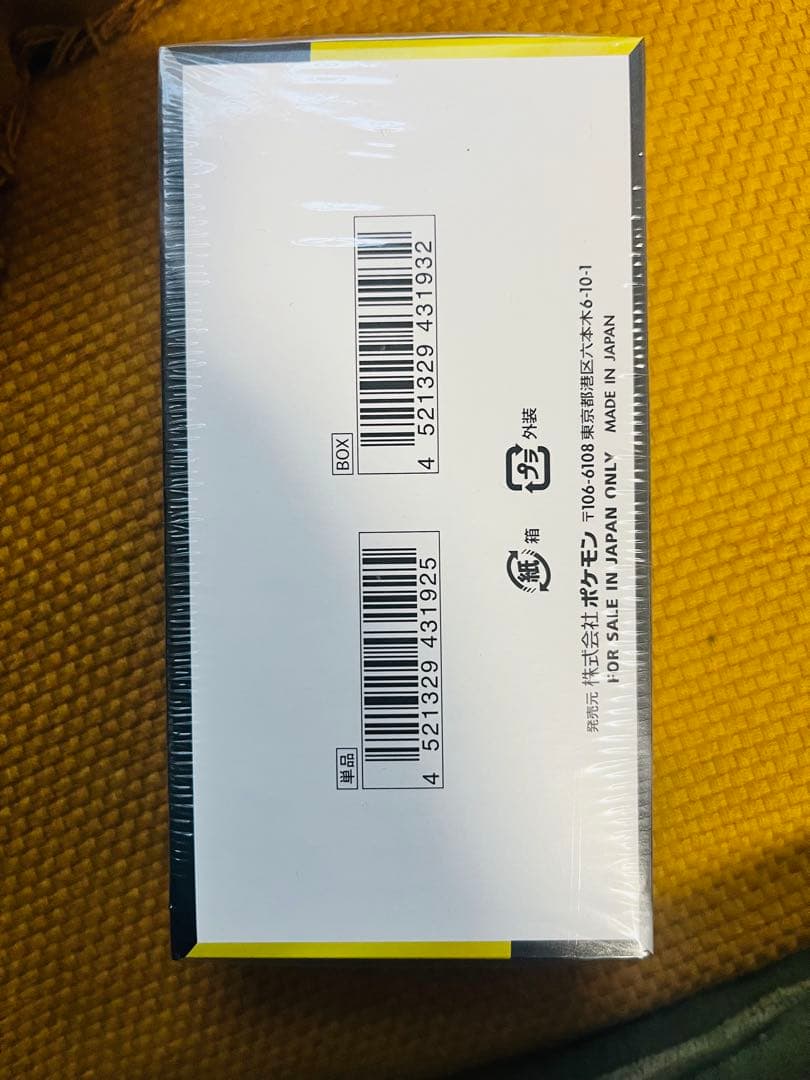 単品
4 521329 431925
BOX
4 521329 431932
紙 箱
プラ 外装
発売元 株式会社 ポケモン 〒106-6108 東京都港区六本木6-10-1
FOR SALE IN JAPAN ONLY MADE IN JAPAN